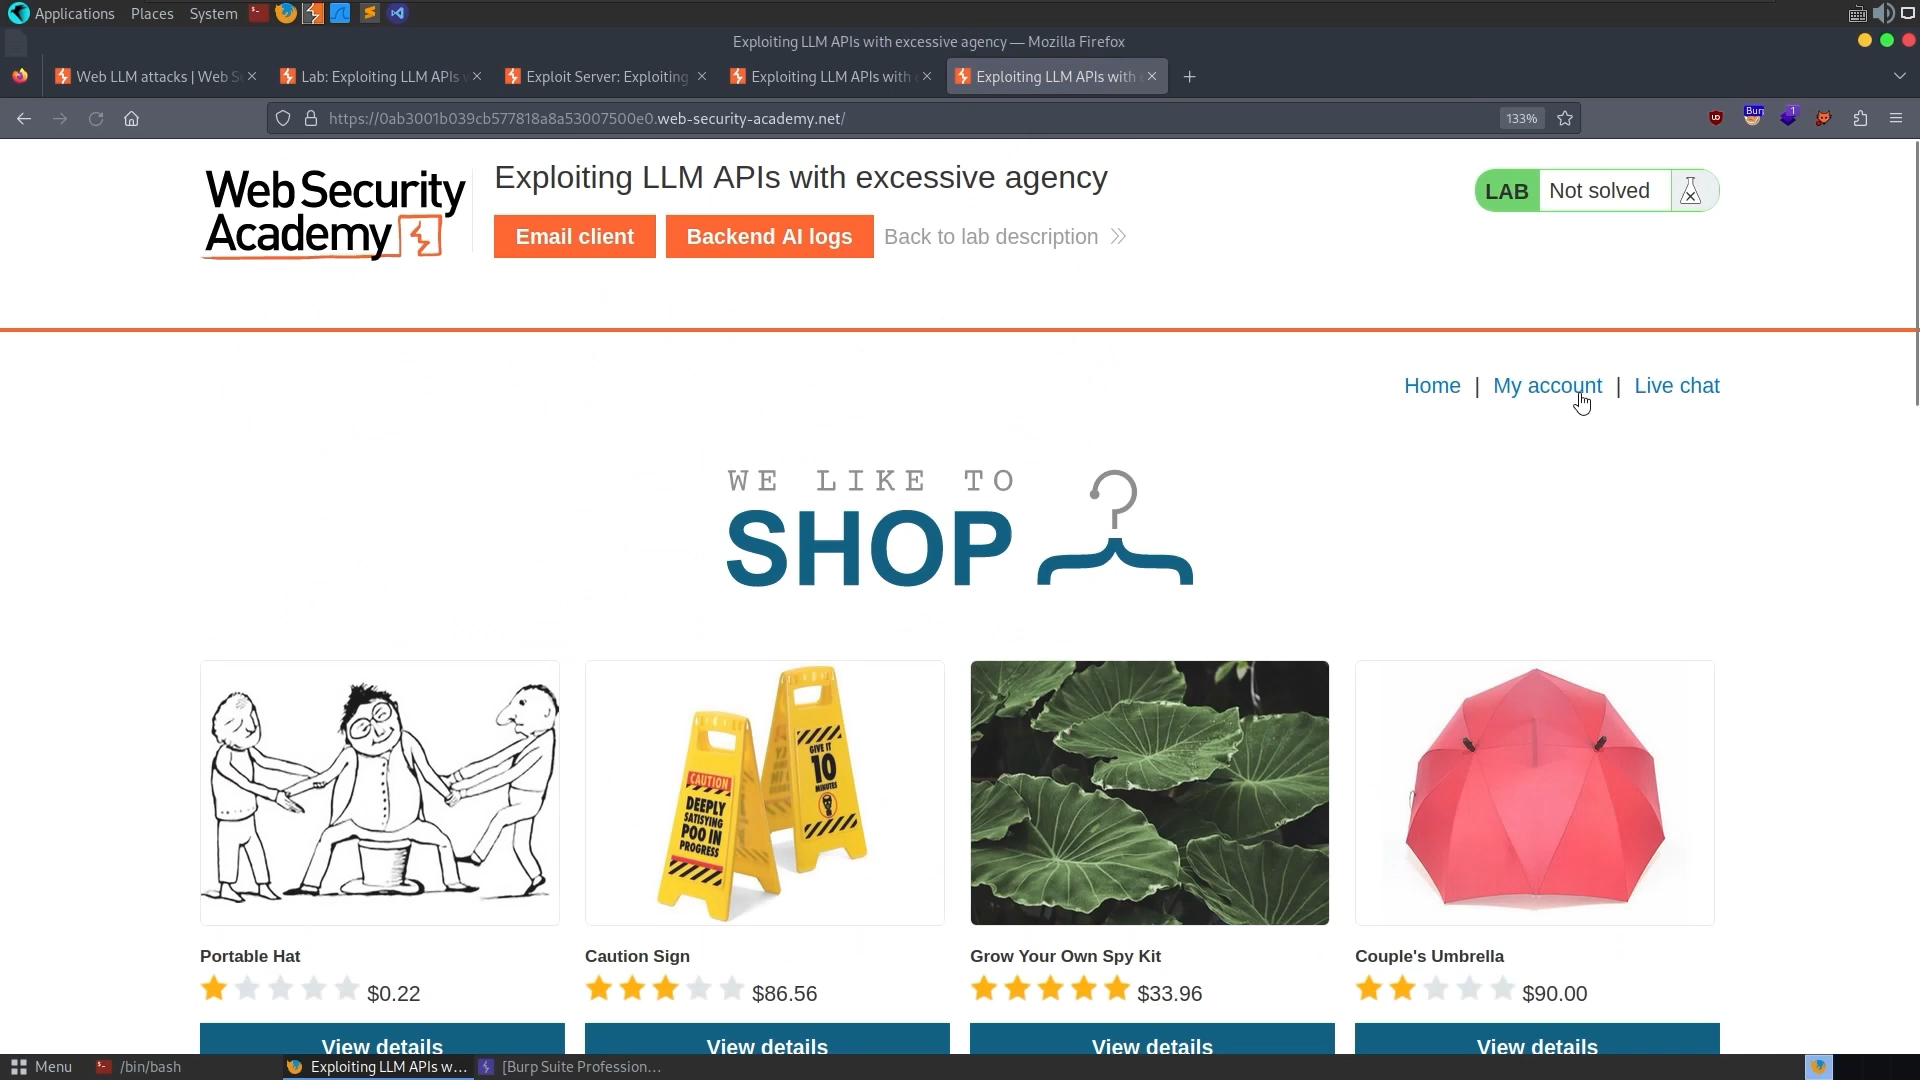 Applications Places System
Exploiting LLM APIs with excessive agency — Mozilla Firefox
Web LLM attacks | Web S
Lab: Exploiting LLM APIs
Exploit Server: Exploiting
Exploiting LLM APIs with
Exploiting LLM APIs with
https://0ab3001b039cb577818a8a53007500e0.web-security-academy.net/
133%
1
Web Security
Academy
Exploiting LLM APIs with excessive agency
LAB Not solved
Email client
Backend AI logs
Back to lab description
Home | My account | Live chat
WE LIKE TO
SHOP
CAUTION
DEEPLY
SATISFYING
POO IN
PROGRESS
GIVE IT
10
MINUTES
Portable Hat
$0.22
View details
Caution Sign
$86.56
View details
Grow Your Own Spy Kit
$33.96
View details
Couple's Umbrella
$90.00
View details
Menu
/bin/bash
Exploiting LLM APIs w...
[Burp Suite Profession...